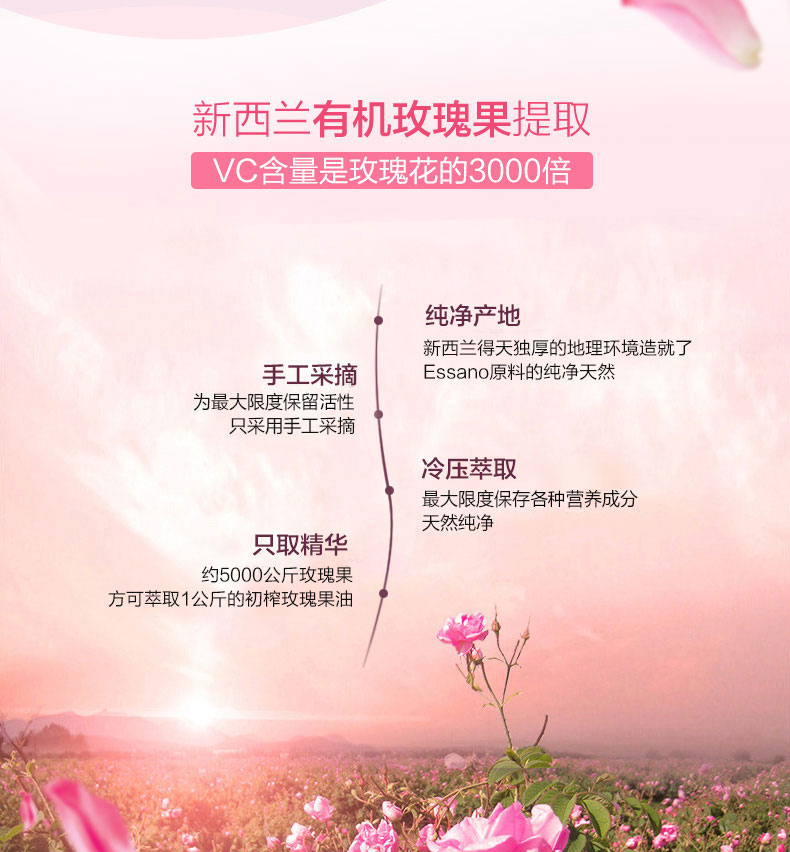 新西兰有机玫瑰果提取
VC含量是玫瑰花的3000倍
纯净产地
新西兰得天独厚的地理环境造就了
Essano原料的纯净天然
手工采摘
为最大限度保留活性
只采用手工采摘
冷压萃取
最大限度保存各种营养成分
天然纯净
只取精华
约5000公斤玫瑰果
方可萃取1公斤的初榨玫瑰果油